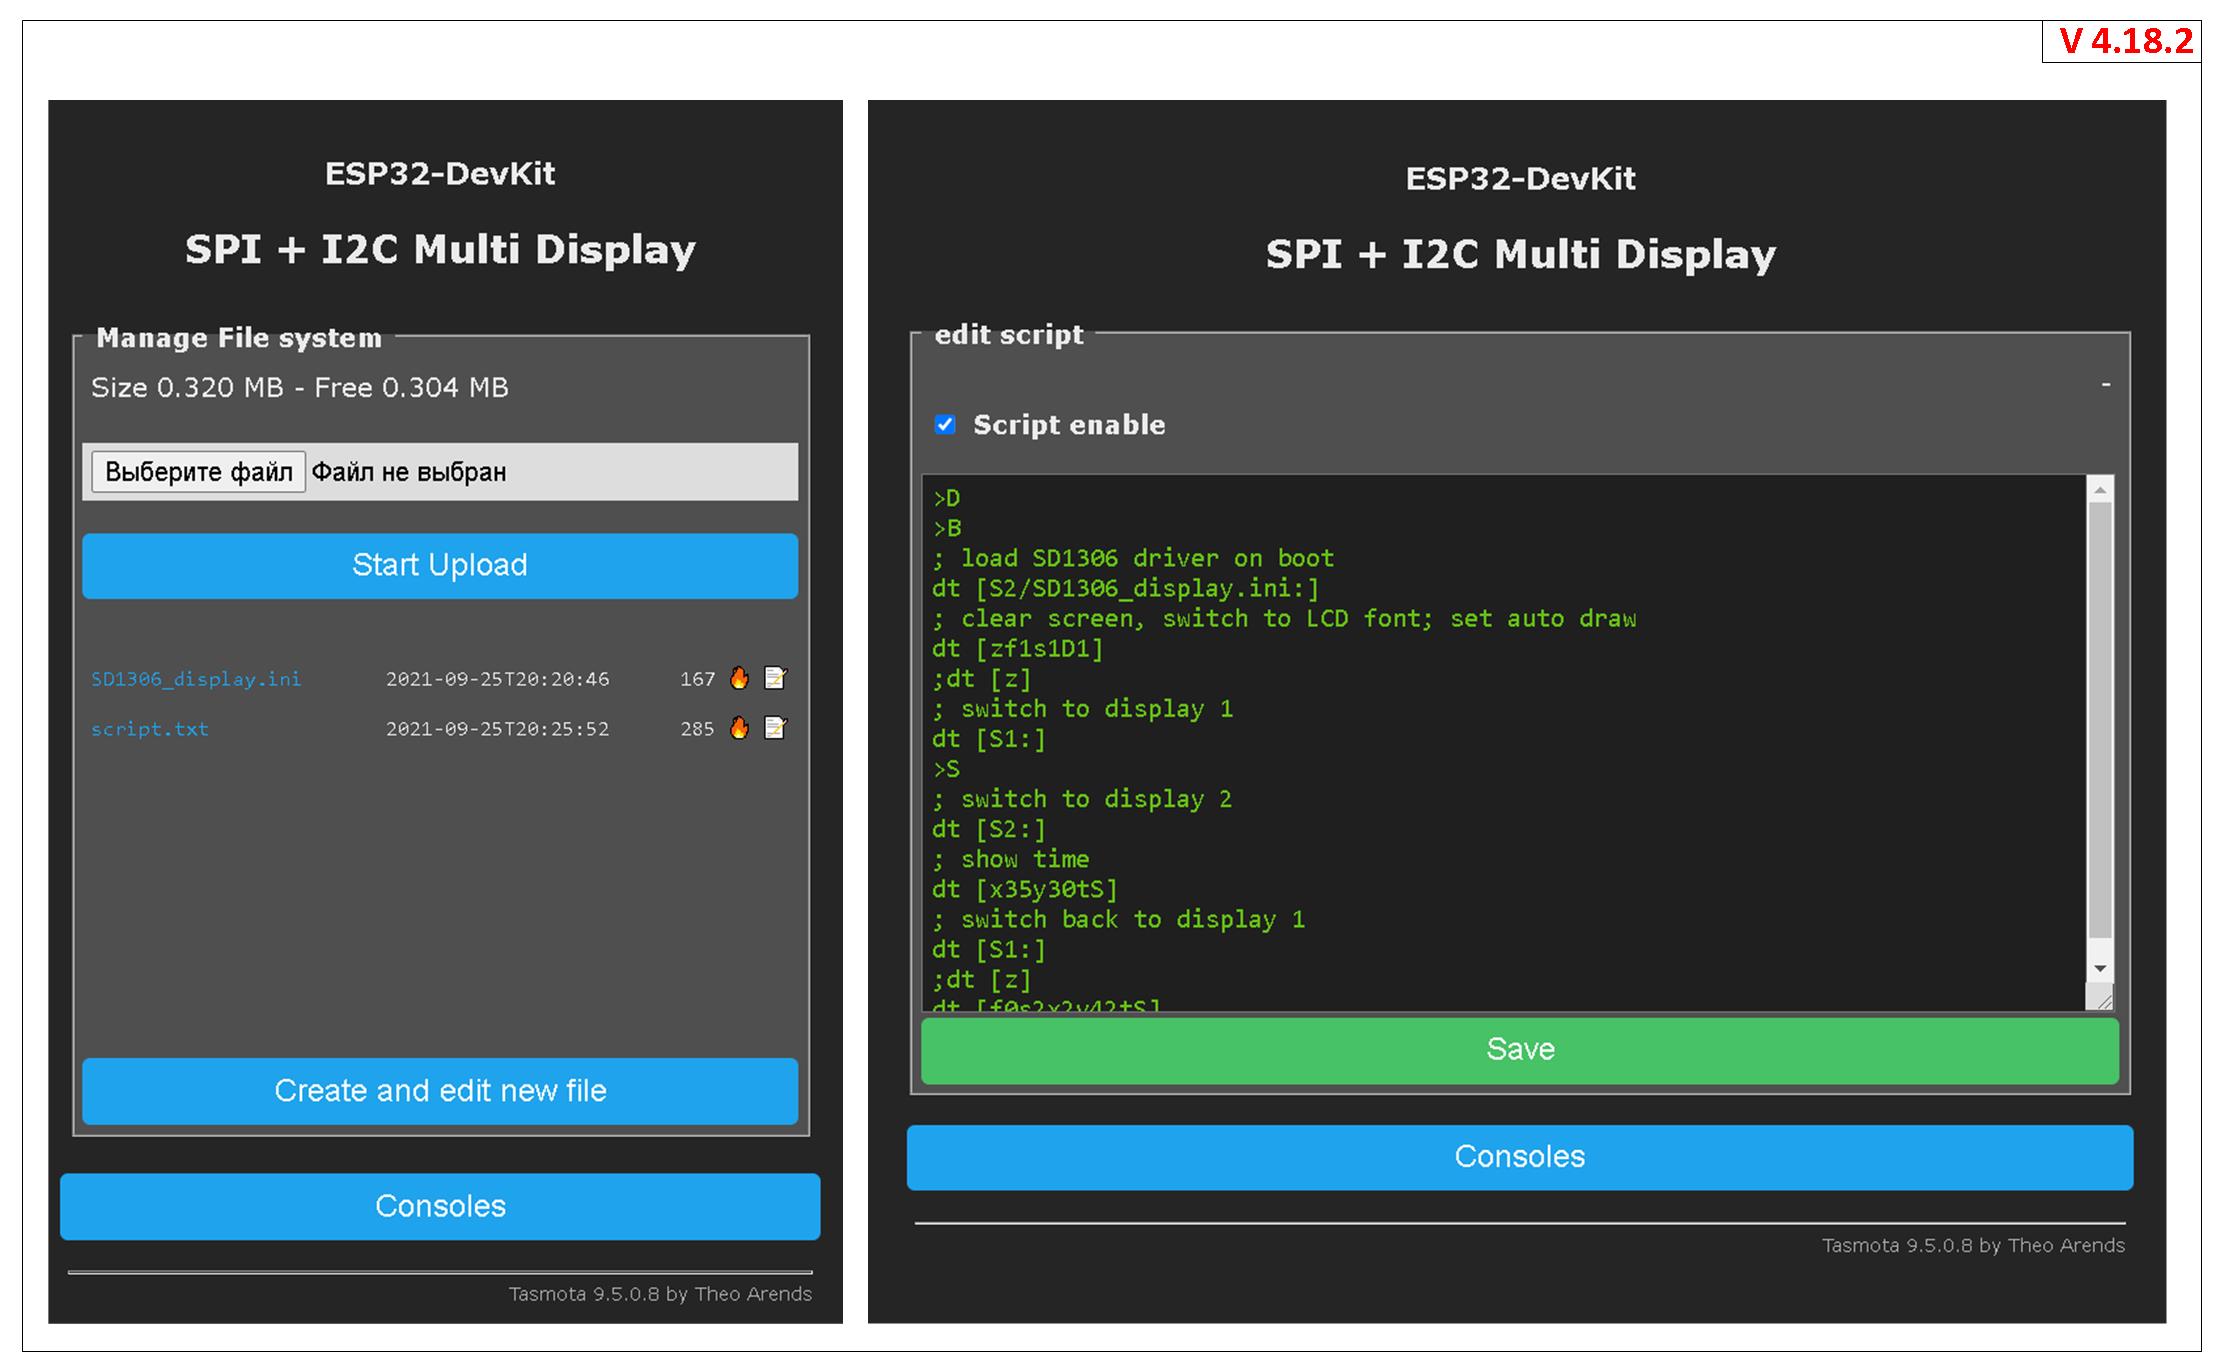 V 4.18.2
ESP32-DevKit
SPI + I2C Multi Display
Manage File system
Size 0.320 MB - Free 0.304 MB
Выберите файл Файл не выбран
Start Upload
SD1306_display.ini 2021-09-25T20:20:46 167
script.txt 2021-09-25T20:25:52 285
Create and edit new file
Consoles
Tasmota 9.5.0.8 by Theo Arends
ESP32-DevKit
SPI + I2C Multi Display
edit script
-
Script enable
>D
>B
; load SD1306 driver on boot
dt [S2/SD1306_display.ini:]
; clear screen, switch to LCD font; set auto draw
dt [zf1s1D1]
;dt [z]
; switch to display 1
dt [S1:]
>S
; switch to display 2
dt [S2:]
; show time
dt [x35y30tS]
; switch back to display 1
dt [S1:]
;dt [z]
dt [f0s2x2y42tS]
Save
Consoles
Tasmota 9.5.0.8 by Theo Arends